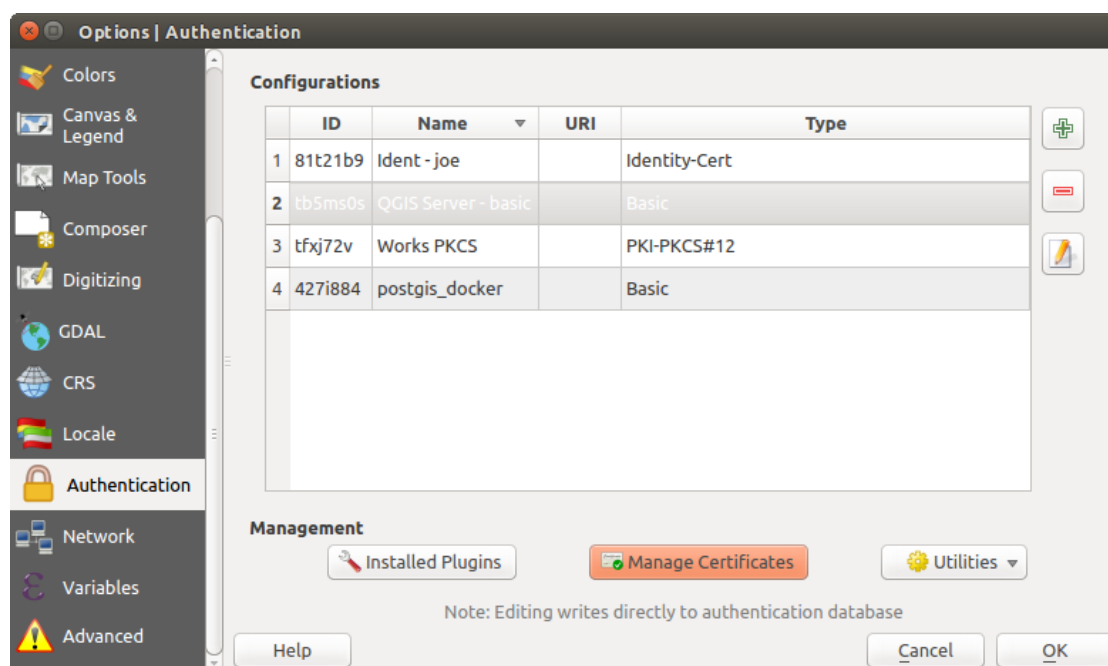 Options | Authentication
Colors
Canvas &
Legend
Map Tools
Composer
Digitizing
GDAL
CRS
Locale
Authentication
Network
Variables
Advanced
Configurations
ID Name URI Type
1 81t21b9 Ident - joe Identity-Cert
2 tb5ms0s QGIS Server - basic Basic
3 tfxj72v Works PKCS PKI-PKCS#12
4 427i884 postgis_docker Basic
Management
Installed Plugins Manage Certificates Utilities
Note: Editing writes directly to authentication database
Help Cancel OK